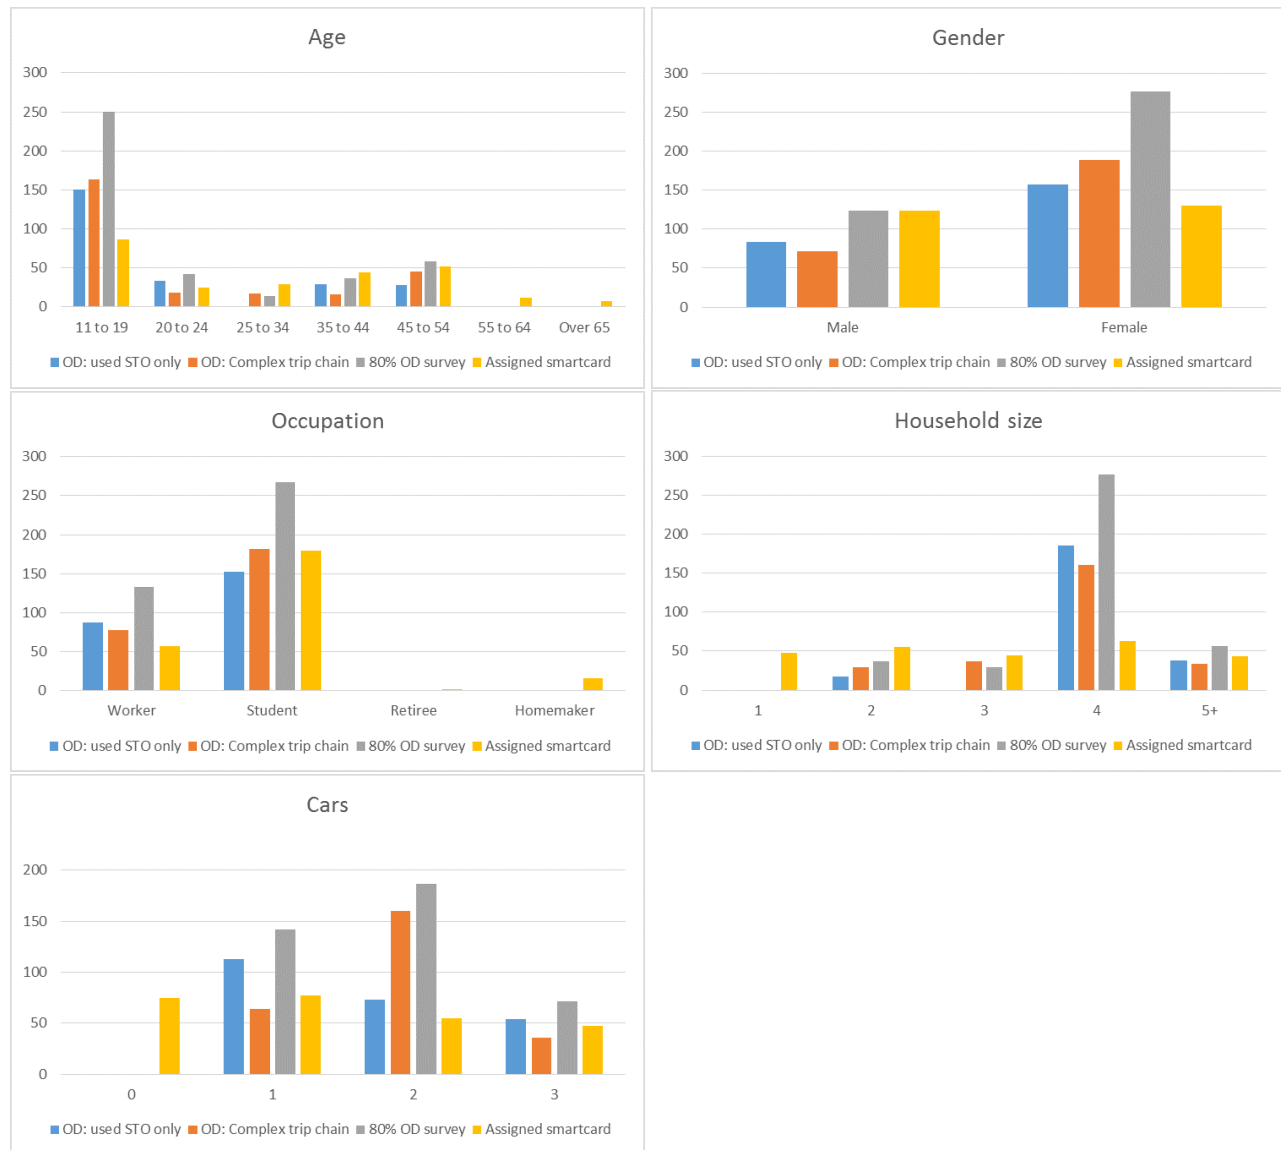 Age
300
250
200
150
100
50
0
11 to 19 20 to 24 25 to 34 35 to 44 45 to 54 55 to 64 Over 65
OD: used STO only OD: Complex trip chain 80% OD survey Assigned smartcard
Gender
300
250
200
150
100
50
0
Male Female
OD: used STO only OD: Complex trip chain 80% OD survey Assigned smartcard
Occupation
300
250
200
150
100
50
0
Worker Student Retiree Homemaker
OD: used STO only OD: Complex trip chain 80% OD survey Assigned smartcard
Household size
300
250
200
150
100
50
0
1 2 3 4 5+
OD: used STO only OD: Complex trip chain 80% OD survey Assigned smartcard
Cars
200
150
100
50
0
0 1 2 3
OD: used STO only OD: Complex trip chain 80% OD survey Assigned smartcard